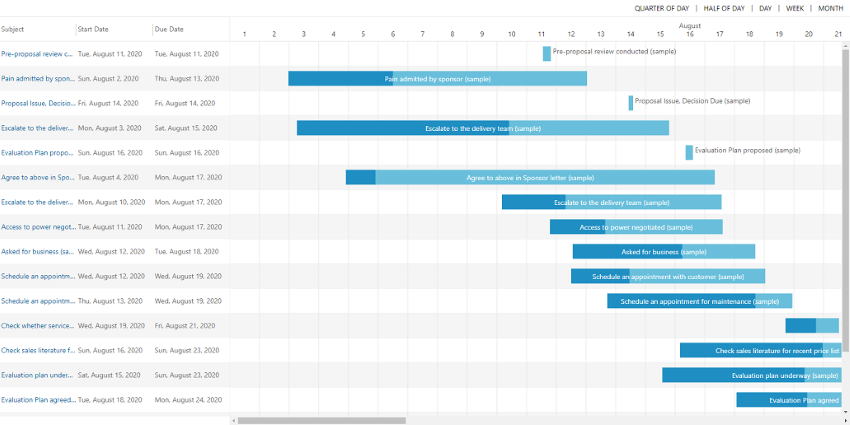 QUARTER OF DAY | HALF OF DAY | DAY | WEEK | MONTH
August
Subject Start Date Due Date 1 2 3 4 5 6 7 8 9 10 11 12 13 14 15 16 17 18 19 20 21
Pre-proposal review c... Tue, August 11, 2020 Tue, August 11, 2020 Pre-proposal review conducted (sample)
Pain admitted by spon... Sun, August 2, 2020 Thu, August 13, 2020 Pain admitted by sponsor (sample)
Proposal Issue, Decisio... Fri, August 14, 2020 Fri, August 14, 2020 Proposal Issue, Decision Due (sample)
Escalate to the deliver... Mon, August 3, 2020 Sat, August 15, 2020 Escalate to the delivery team (sample)
Evaluation Plan propo... Sun, August 16, 2020 Sun, August 16, 2020 Evaluation Plan proposed (sample)
Agree to above in Spo... Tue, August 4, 2020 Mon, August 17, 2020 Agree to above in Sponsor letter (sample)
Escalate to the deliver... Mon, August 10, 2020 Mon, August 17, 2020 Escalate to the delivery team (sample)
Access to power negot... Tue, August 11, 2020 Mon, August 17, 2020 Access to power negotiated (sample)
Asked for business (sa... Wed, August 12, 2020 Tue, August 18, 2020 Asked for business (sample)
Schedule an appointm... Wed, August 12, 2020 Wed, August 19, 2020 Schedule an appointment with customer (sample)
Schedule an appointm... Thu, August 13, 2020 Wed, August 19, 2020 Schedule an appointment for maintenance (sample)
Check whether service... Wed, August 19, 2020 Fri, August 21, 2020
Check sales literature f... Sun, August 16, 2020 Sun, August 23, 2020 Check sales literature for recent price list
Evaluation plan under... Sat, August 15, 2020 Sun, August 23, 2020 Evaluation plan underway (sample)
Evaluation Plan agreed... Tue, August 18, 2020 Mon, August 24, 2020 Evaluation Plan agreed